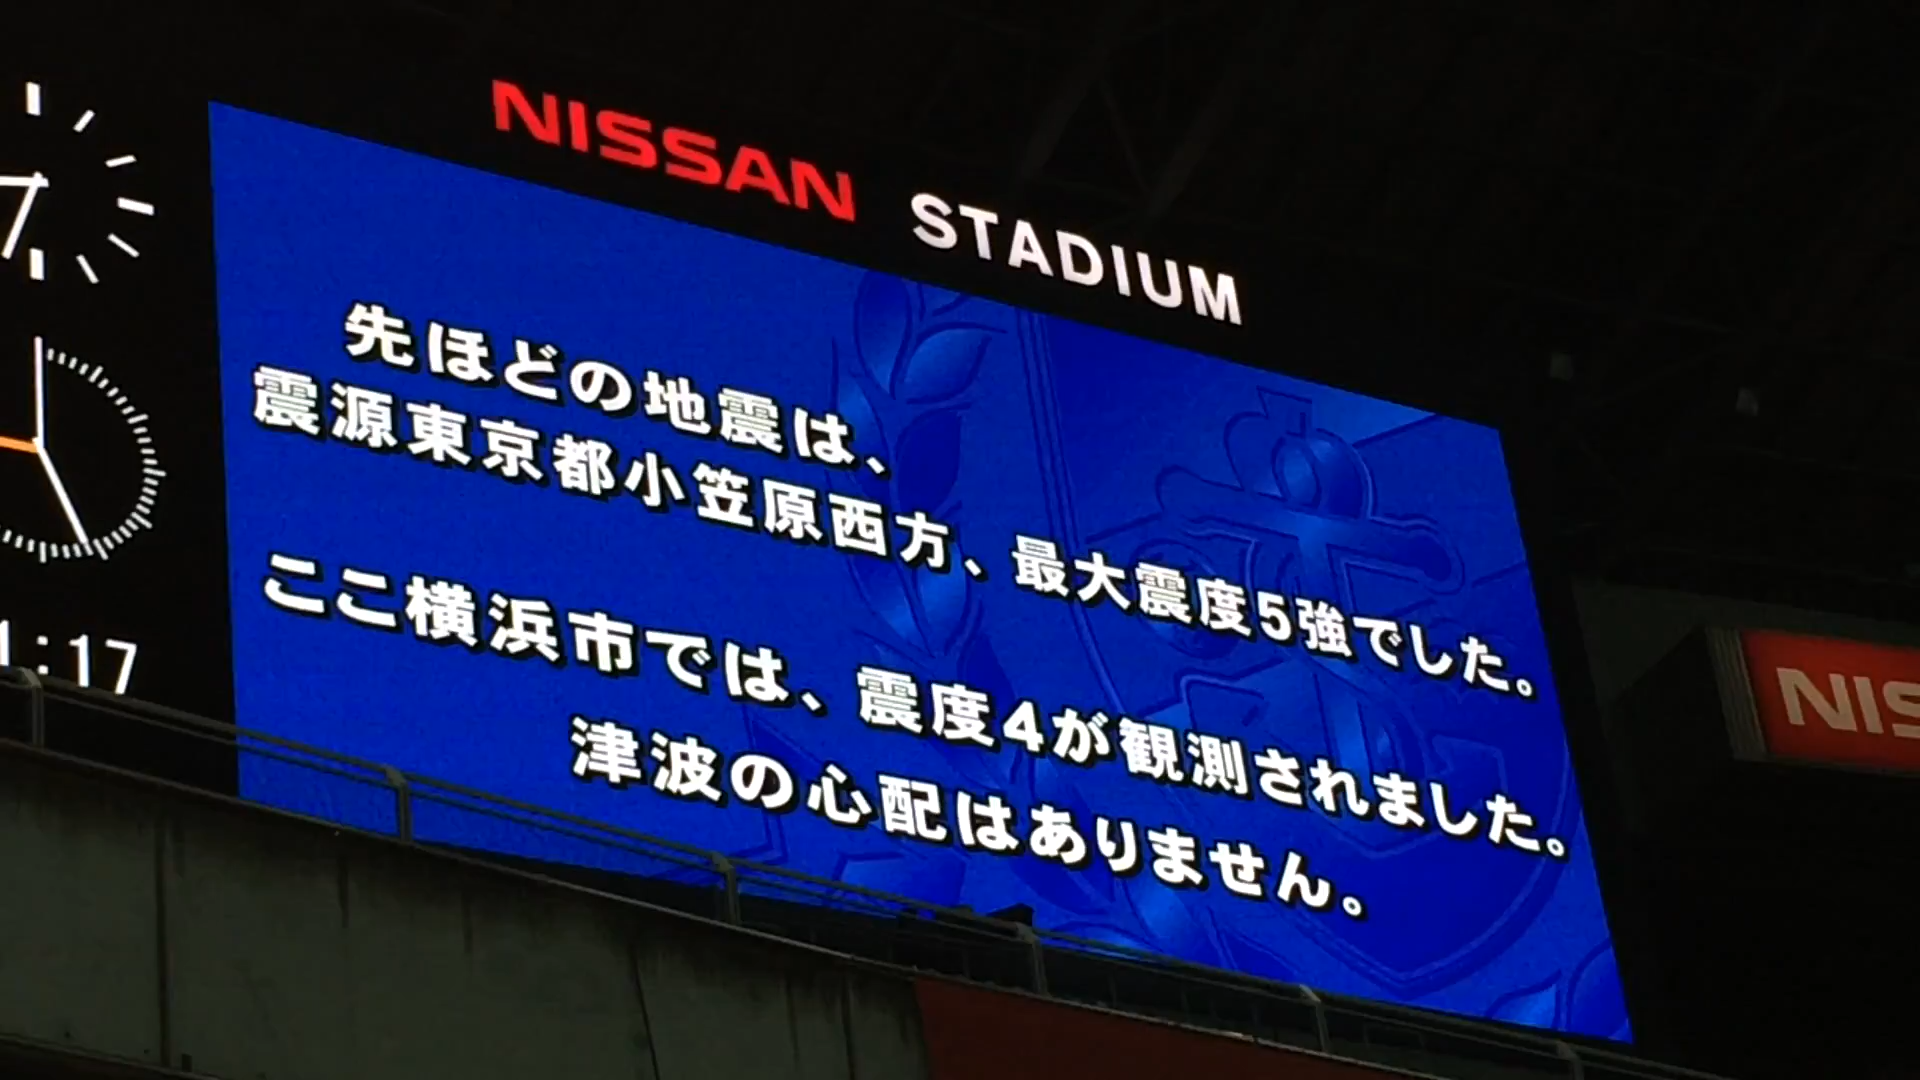 NISSAN STADIUM
先ほどの地震は、
震源東京都小笠原西方、最大震度5強でした。
ここ横浜市では、震度4が観測されました。
津波の心配はありません。
1:17
NIS